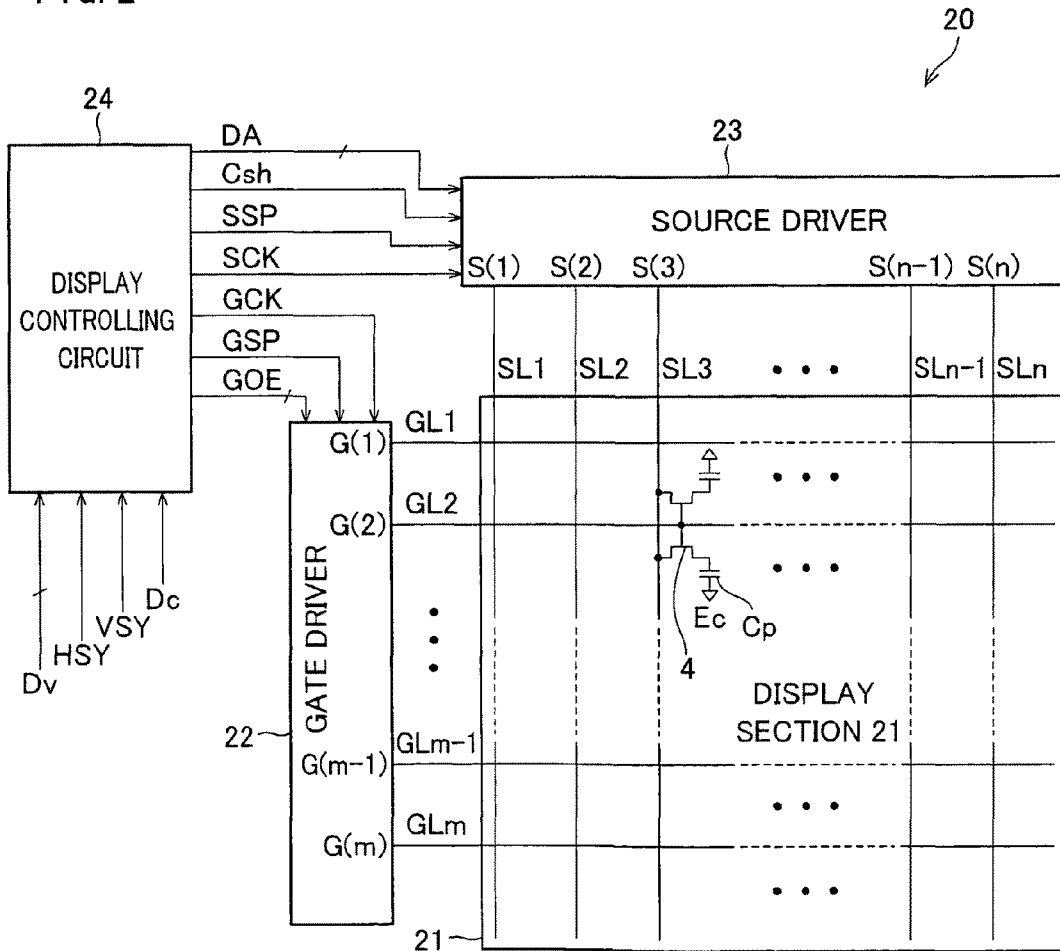 20
24
23
DA
Csh
SSP
SCK
GCK
GSP
GOE
DISPLAY
CONTROLLING
CIRCUIT
SOURCE DRIVER
S(1) S(2) S(3) S(n-1) S(n)
SL1 SL2 SL3 • • • SLn-1 SLn
G(1) GL1
• • •
G(2) GL2
• • •
Ec Cp
4
Dv HSY VSY Dc
GATE DRIVER
22
DISPLAY
SECTION 21
G(m-1) GLm-1
• • •
G(m) GLm
• • •
21